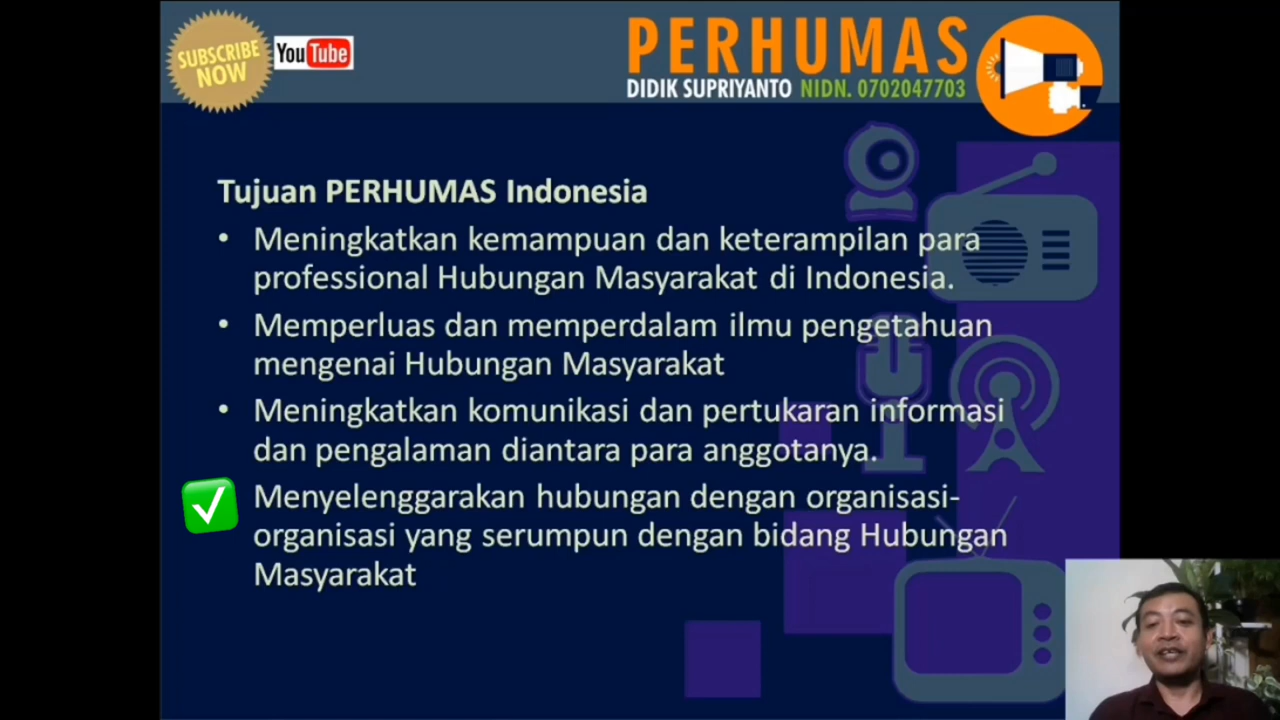 SUBSCRIBE
NOW
YouTube
PERHUMAS
DIDIK SUPRIYANTO NIDN. 0702047703
Tujuan PERHUMAS Indonesia
• Meningkatkan kemampuan dan keterampilan para
professional Hubungan Masyarakat di Indonesia.
• Memperluas dan memperdalam ilmu pengetahuan
mengenai Hubungan Masyarakat
• Meningkatkan komunikasi dan pertukaran informasi
dan pengalaman diantara para anggotanya.
Menyelenggarakan hubungan dengan organisasi-
organisasi yang serumpun dengan bidang Hubungan
Masyarakat